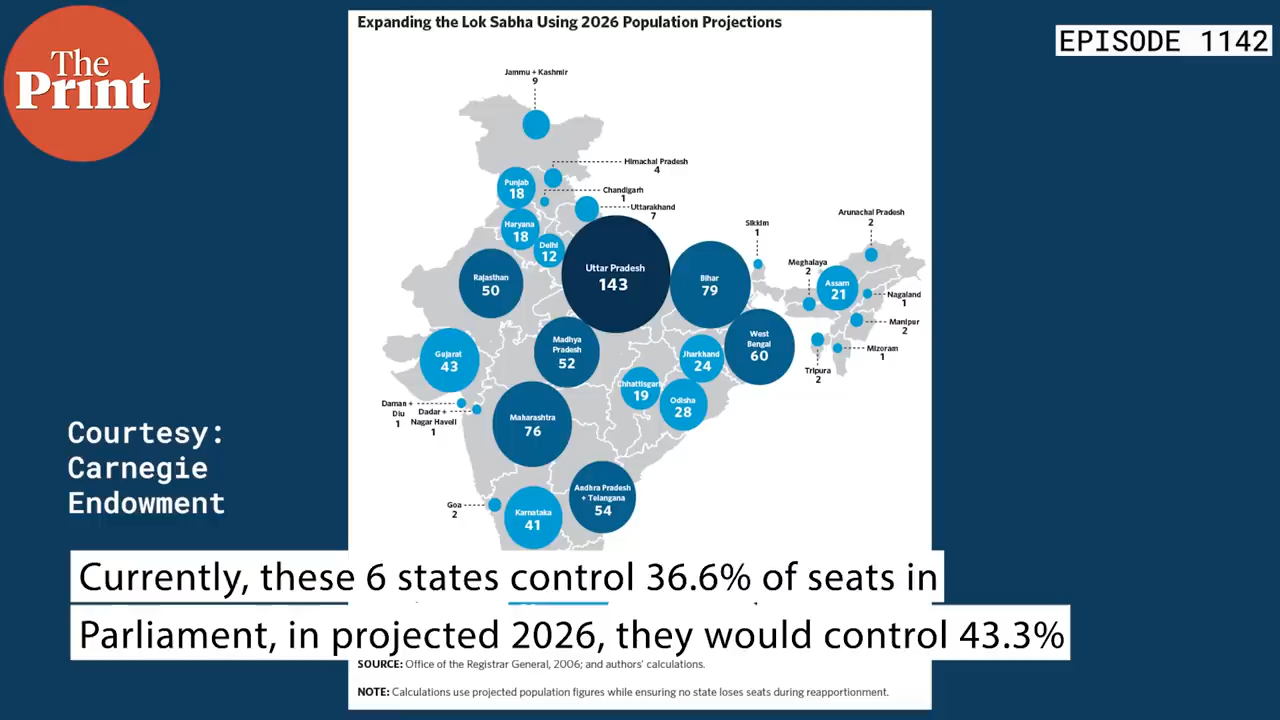 The
Print
EPISODE 1142
Expanding the Lok Sabha Using 2026 Population Projections
Jammu + Kashmir
9
Himachal Pradesh
4
Punjab
18
Chandigarh
1
Uttarakhand
7
Haryana
18
Delhi
12
Rajasthan
50
Uttar Pradesh
143
Bihar
79
Sikkim
1
Arunachal Pradesh
2
Meghalaya
2
Assam
21
Nagaland
1
Manipur
2
Mizoram
1
Tripura
2
West
Bengal
60
Jharkhand
24
Madhya
Pradesh
52
Gujarat
43
Chhattisgarh
19
Odisha
28
Daman +
Diu
1
Dadar +
Nagar Haveli
1
Maharashtra
76
Andhra Pradesh
+ Telangana
54
Goa
2
Karnataka
41
Courtesy:
Carnegie
Endowment
Currently, these 6 states control 36.6% of seats in
Parliament, in projected 2026, they would control 43.3%
SOURCE: Office of the Registrar General, 2006; and authors' calculations.
NOTE: Calculations use projected population figures while ensuring no state loses seats during reapportionment.